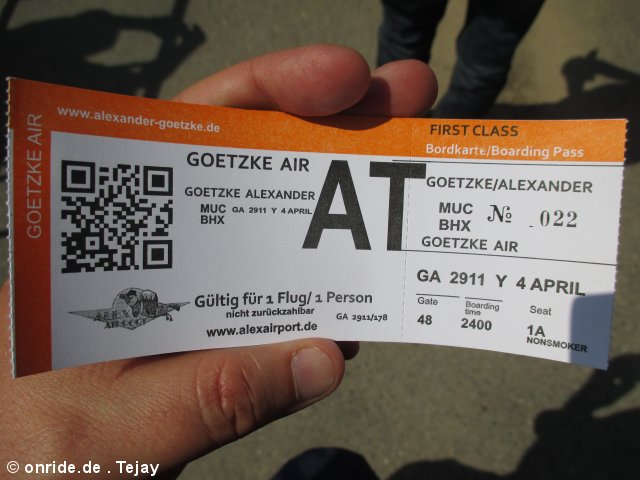 GOETZKE AIR
www.alexander-goetzke.de
GOETZKE AIR
GOETZKE ALEXANDER
MUC GA 2911 Y 4 APRIL
BHX
AT
Gültig für 1 Flug/ 1 Person
nicht zurückzahlbar
www.alexairport.de
GA 2911/178
FIRST CLASS
Bordkarte/Boarding Pass
GOETZKE/ALEXANDER
MUC № 022
BHX
GOETZKE AIR
GA 2911 Y 4 APRIL
Gate Boarding time Seat
48 2400 1A
NONSMOKER
© onride.de . Tejay